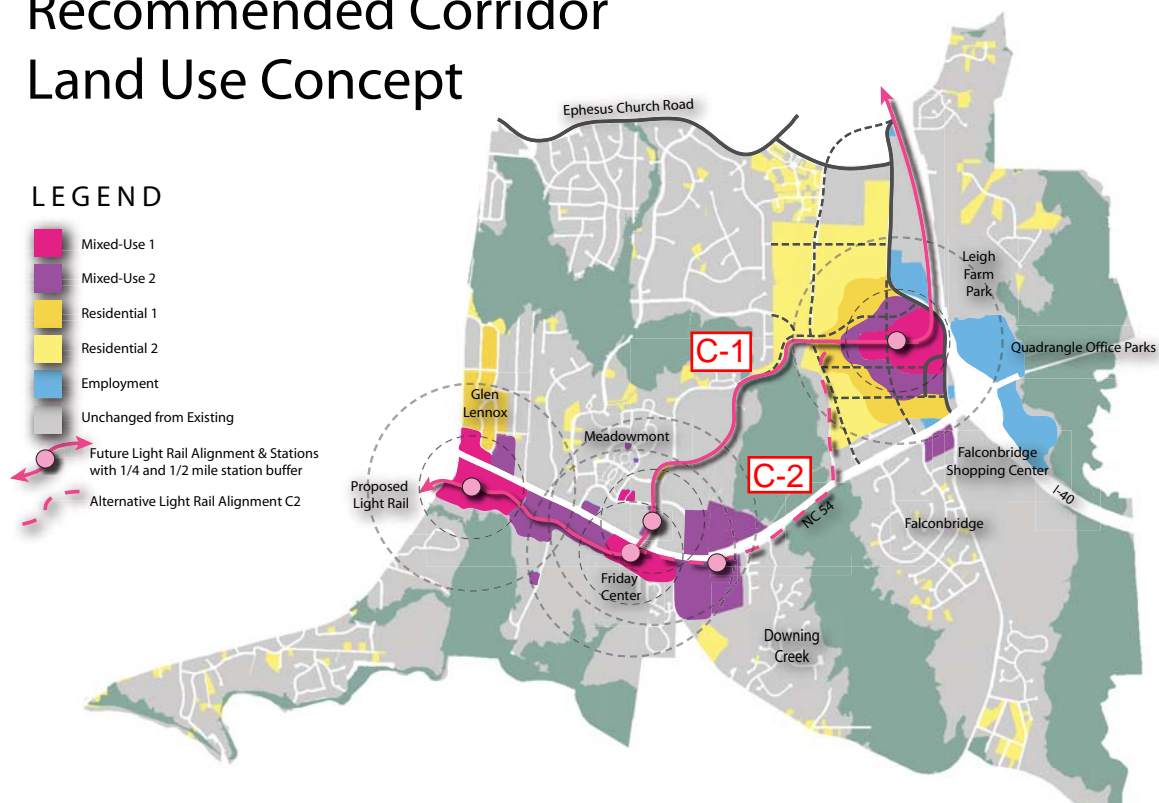 Recommended Corridor
Land Use Concept
LEGEND
Mixed-Use 1
Mixed-Use 2
Residential 1
Residential 2
Employment
Unchanged from Existing
Future Light Rail Alignment & Stations
with 1/4 and 1/2 mile station buffer
Alternative Light Rail Alignment C2
Ephesus Church Road
Leigh
Farm
Park
Quadrangle Office Parks
C-1
Glen
Lennox
Meadowmont
C-2
Falconbridge
Shopping Center
Proposed
Light Rail
I-40
NC 54
Falconbridge
Friday
Center
Downing
Creek